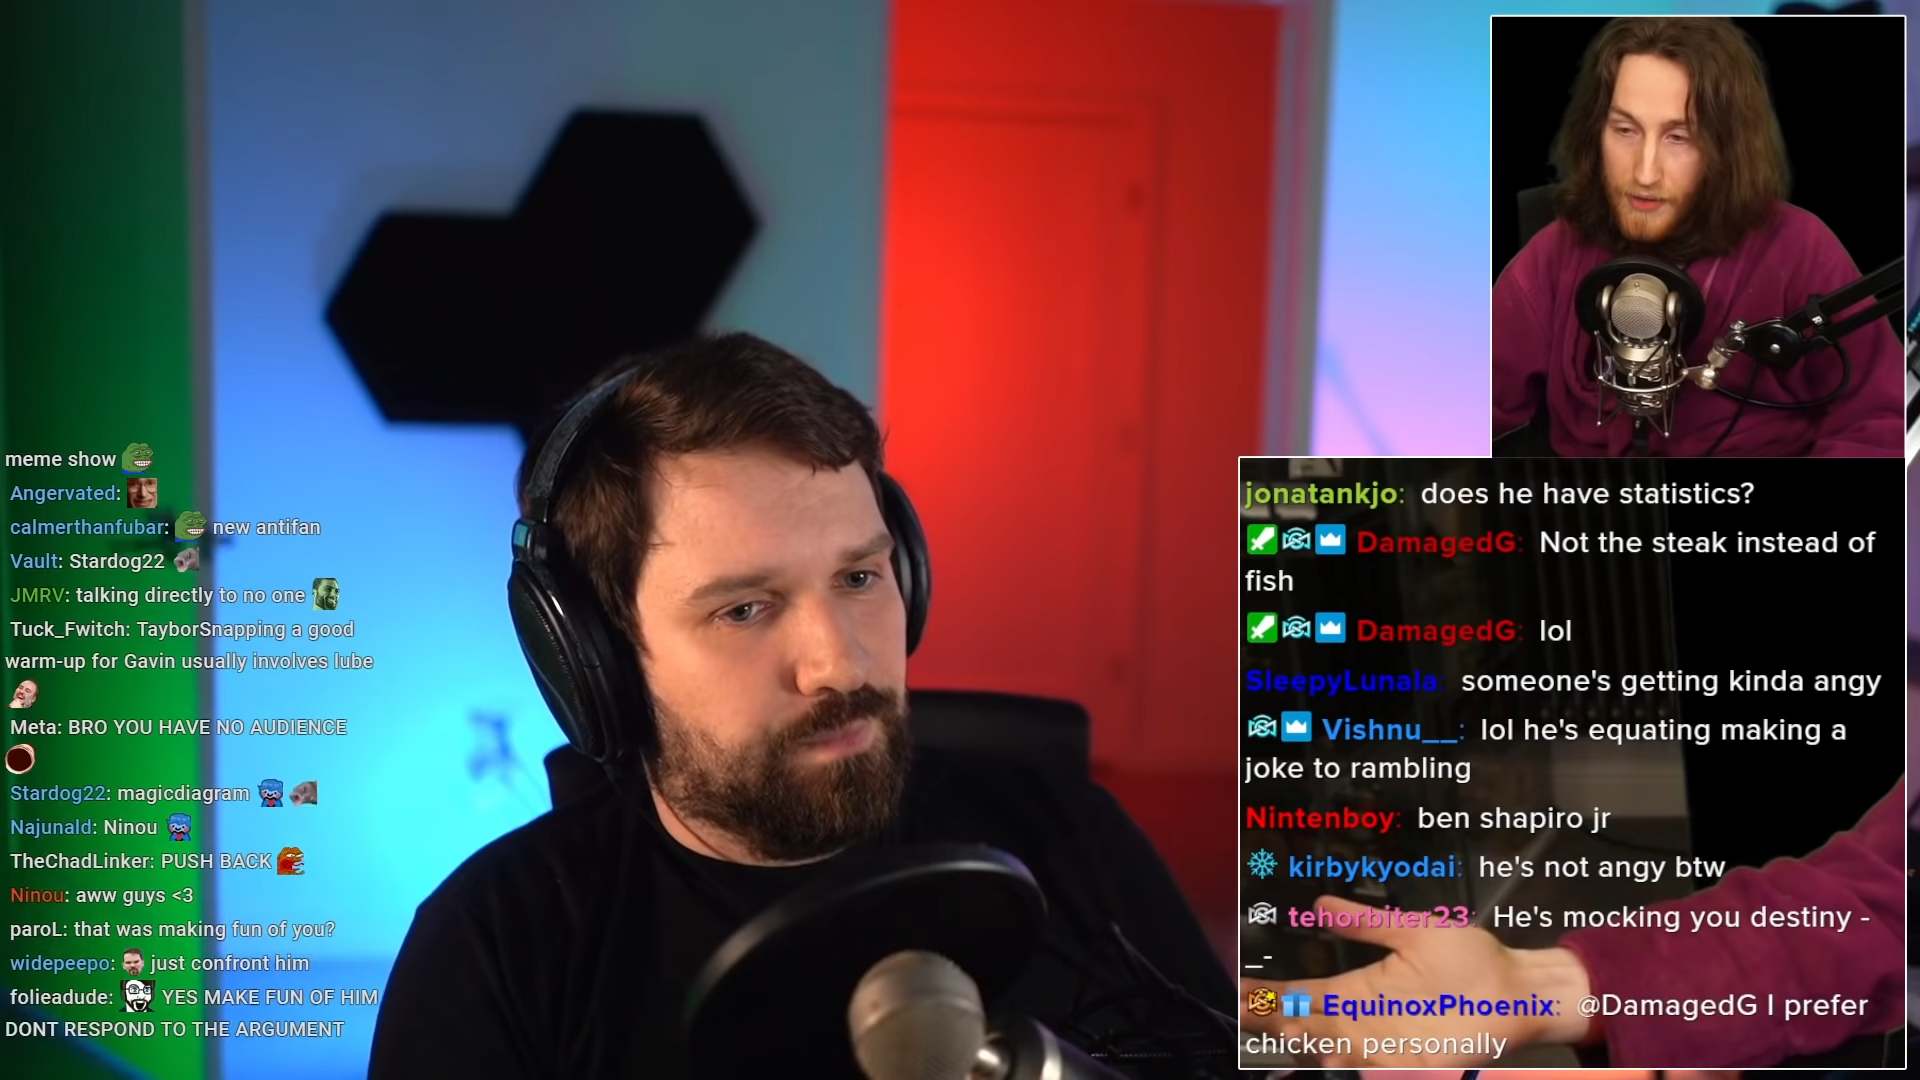 meme show
Angervated:
calmerthanfubar: new antifan
Vault: Stardog22
JMRV: talking directly to no one
Tuck_Fwitch: TayborSnapping a good
warm-up for Gavin usually involves lube
Meta: BRO YOU HAVE NO AUDIENCE
Stardog22: magicdiagram
Najunald: Ninou
TheChadLinker: PUSH BACK
Ninou: aww guys <3
paroL: that was making fun of you?
widepeepo: just confront him
folieadude: YES MAKE FUN OF HIM
DONT RESPOND TO THE ARGUMENT
jonatankjo: does he have statistics?
DamagedG: Not the steak instead of
fish
DamagedG: lol
SleepyLunala: someone's getting kinda angy
Vishnu__: lol he's equating making a
joke to rambling
Nintenboy: ben shapiro jr
kirbykyodai: he's not angy btw
tehorbiter23: He's mocking you destiny -
_-
EquinoxPhoenix: @DamagedG I prefer
chicken personally